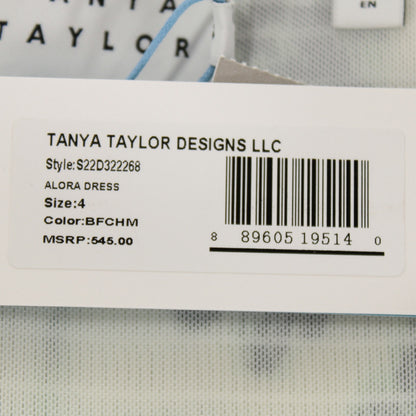 TANYA
TAYLOR
EN
TANYA TAYLOR DESIGNS LLC
Style:S22D322268
ALORA DRESS
Size:4
Color:BFCHM
MSRP:545.00
8 89605 19514 0